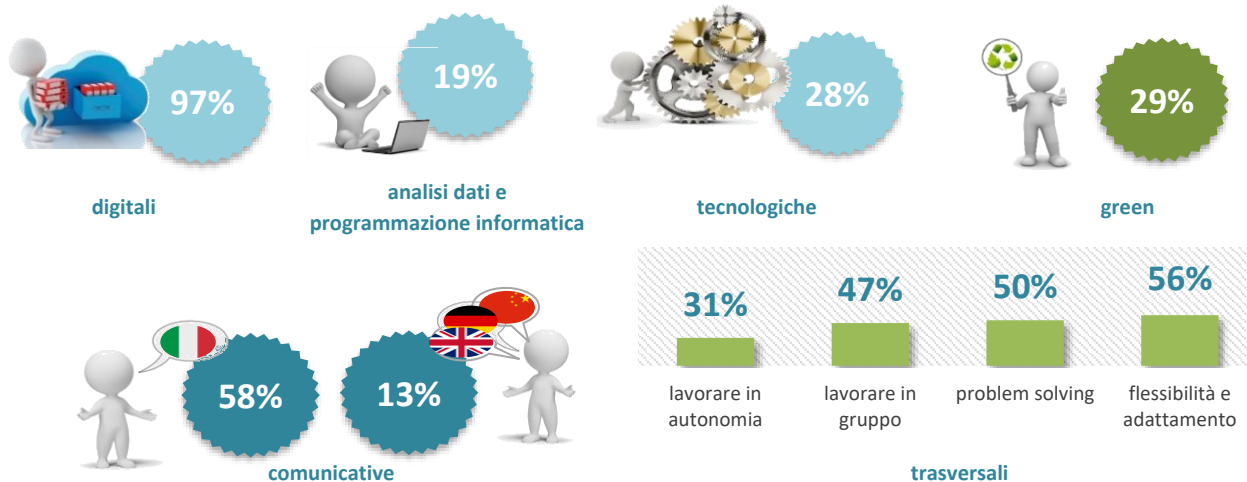 97%
19%
28%
29%
digitali
analisi dati e
programmazione informatica
tecnologiche
green
58%
13%
comunicative
31%
47%
50%
56%
lavorare in
autonomia
lavorare in
gruppo
problem solving
flessibilità e
adattamento
trasversali